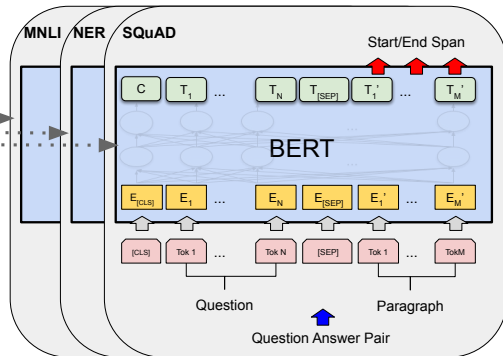 MNLI NER SQuAD
Start/End Span
C T1 ... TN T[SEP] T1' ... TM'
BERT
E[CLS] E1 ... EN E[SEP] E1' ... EM'
[CLS] Tok 1 ... Tok N [SEP] Tok 1 ... TokM
Question Paragraph
Question Answer Pair